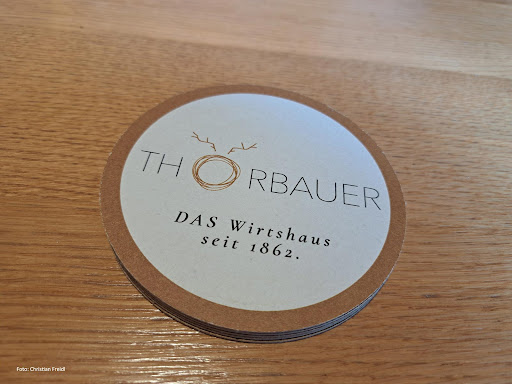 THORBAUER
DAS Wirtshaus
seit 1862.
Foto: Christian Freidl